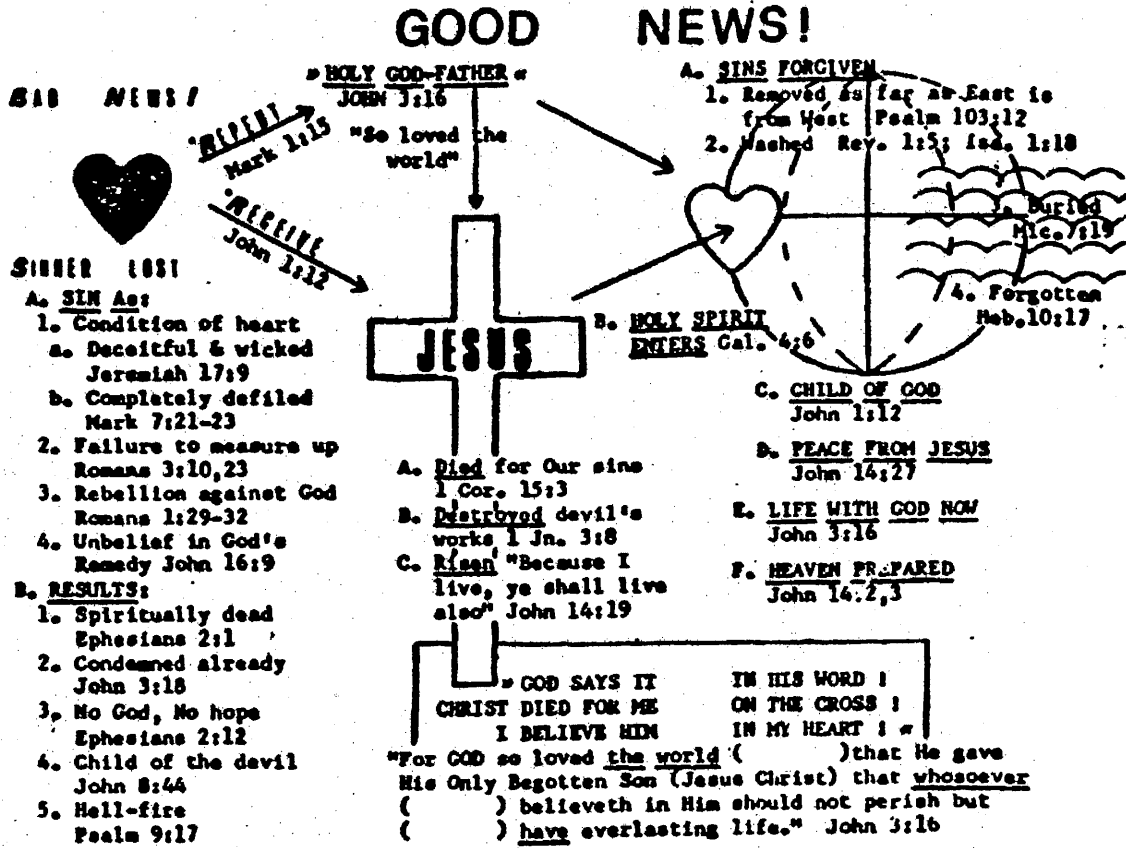 GOOD NEWS!
BAD NEWS!
" HOLY GOD-FATHER "
JOHN 3:16
"So loved the
world"
*REPENT
Mark 1:15
*RECEIVE
John 1:12
SINNER LOST
A. SIN As:
1. Condition of heart
a. Deceitful & wicked
Jeremiah 17:9
b. Completely defiled
Mark 7:21-23
2. Failure to measure up
Romans 3:10,23
3. Rebellion against God
Romans 1:29-32
4. Unbelief in God's
Remedy John 16:9
B. RESULTS:
1. Spiritually dead
Ephesians 2:1
2. Condemned already
John 3:18
3. No God, No hope
Ephesians 2:12
4. Child of the devil
John 8:44
5. Hell-fire
Psalm 9:17
JESUS
A. Died for Our sins
1 Cor. 15:3
B. Destroyed devil's
works 1 Jn. 3:8
C. Risen "Because I
live, ye shall live
also" John 14:19
A. SINS FORGIVEN
1. Removed as far as East is
from West Psalm 103:12
2. Washed Rev. 1:5; Isa. 1:18
3. Buried
Mic.7:19
4. Forgotten
Heb.10:17
B. HOLY SPIRIT
ENTERS Gal. 4:6
C. CHILD OF GOD
John 1:12
D. PEACE FROM JESUS
John 14:27
E. LIFE WITH GOD NOW
John 3:16
F. HEAVEN PREPARED
John 14:2,3
" GOD SAYS IT IN HIS WORD !
CHRIST DIED FOR ME ON THE CROSS !
I BELIEVE HIM IN MY HEART ! "
"For GOD so loved the world ( )that He gave
His Only Begotten Son (Jesus Christ) that whosoever
( ) believeth in Him should not perish but
( ) have everlasting life." John 3:16